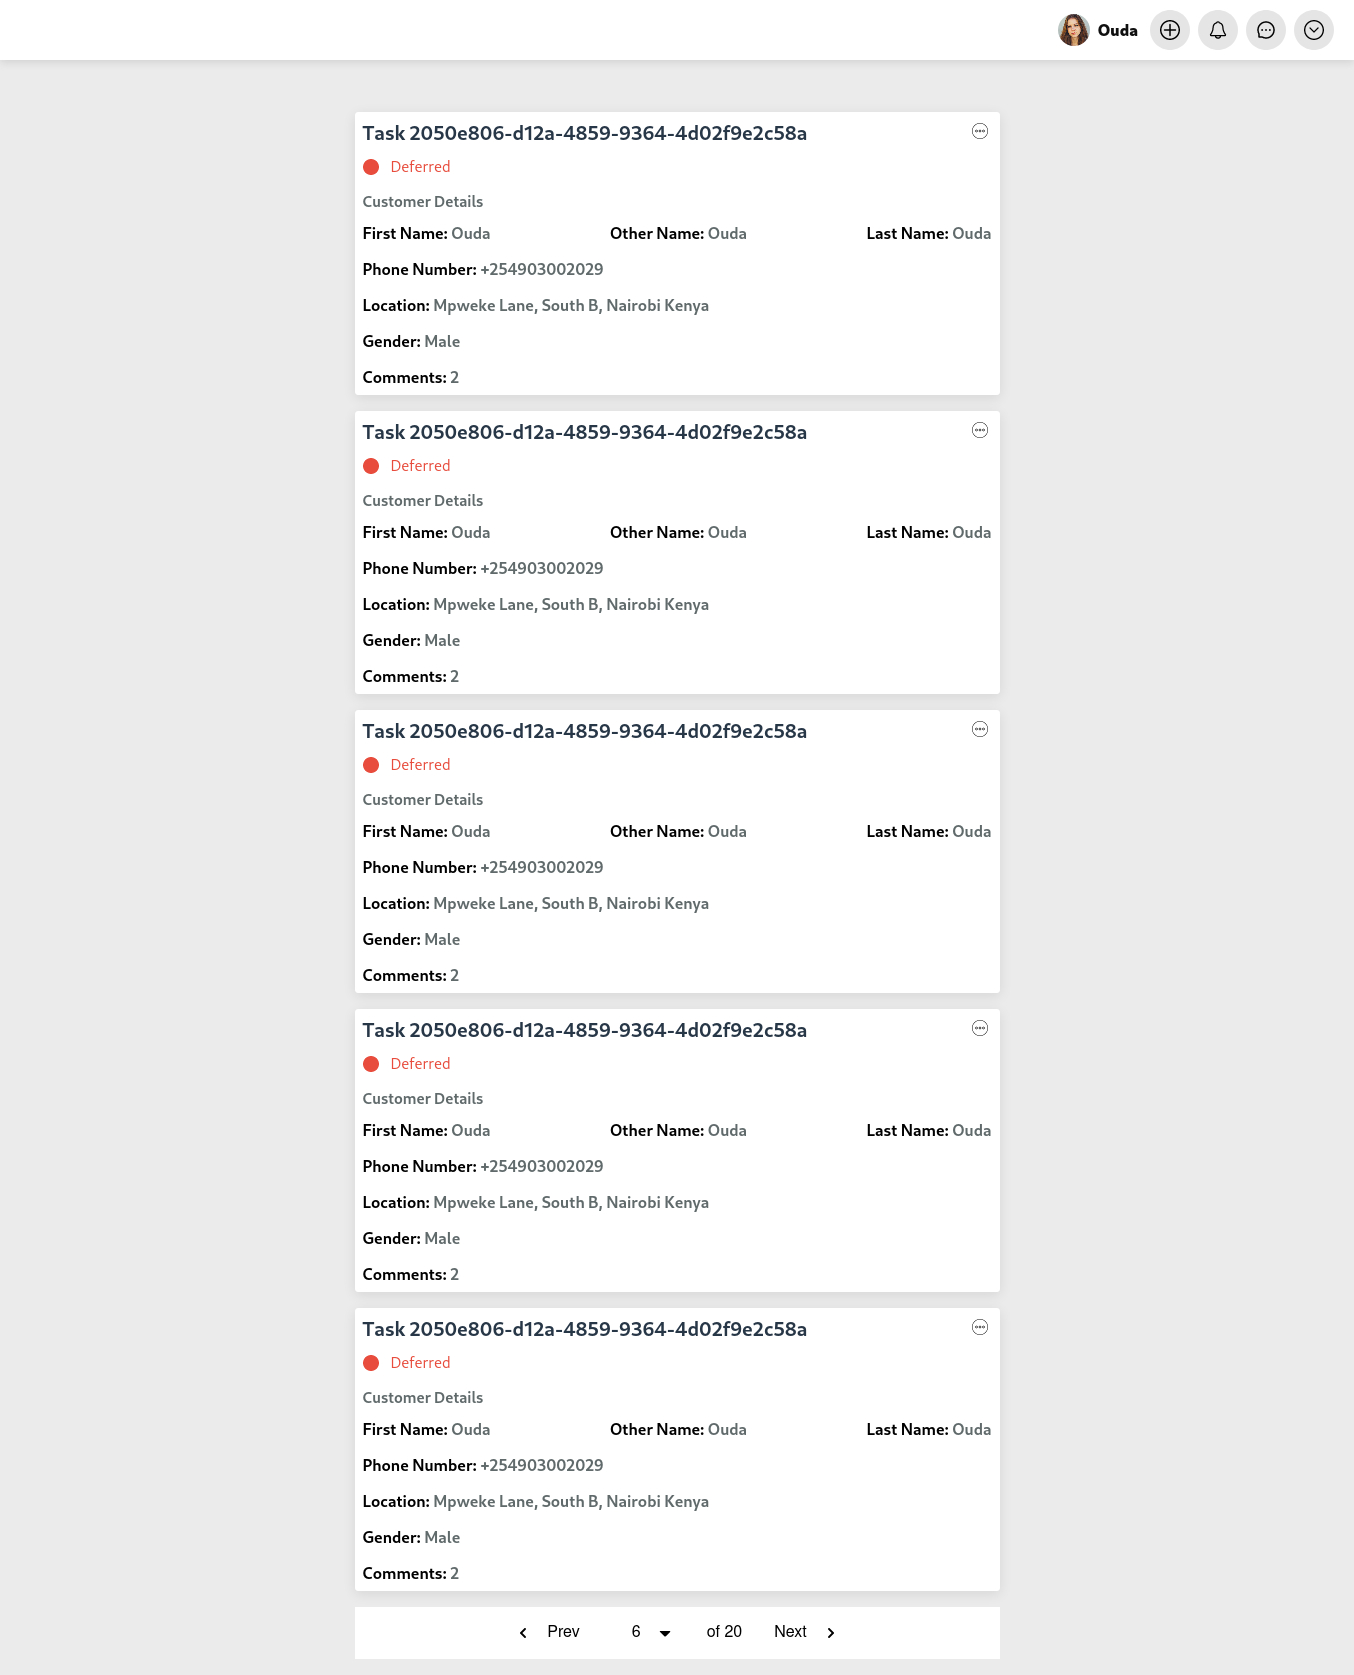 Ouda
Task 2050e806-d12a-4859-9364-4d02f9e2c58a
Deferred
Customer Details
First Name: Ouda Other Name: Ouda Last Name: Ouda
Phone Number: +254903002029
Location: Mpweke Lane, South B, Nairobi Kenya
Gender: Male
Comments: 2
Task 2050e806-d12a-4859-9364-4d02f9e2c58a
Deferred
Customer Details
First Name: Ouda Other Name: Ouda Last Name: Ouda
Phone Number: +254903002029
Location: Mpweke Lane, South B, Nairobi Kenya
Gender: Male
Comments: 2
Task 2050e806-d12a-4859-9364-4d02f9e2c58a
Deferred
Customer Details
First Name: Ouda Other Name: Ouda Last Name: Ouda
Phone Number: +254903002029
Location: Mpweke Lane, South B, Nairobi Kenya
Gender: Male
Comments: 2
Task 2050e806-d12a-4859-9364-4d02f9e2c58a
Deferred
Customer Details
First Name: Ouda Other Name: Ouda Last Name: Ouda
Phone Number: +254903002029
Location: Mpweke Lane, South B, Nairobi Kenya
Gender: Male
Comments: 2
Task 2050e806-d12a-4859-9364-4d02f9e2c58a
Deferred
Customer Details
First Name: Ouda Other Name: Ouda Last Name: Ouda
Phone Number: +254903002029
Location: Mpweke Lane, South B, Nairobi Kenya
Gender: Male
Comments: 2
Prev 6 of 20 Next